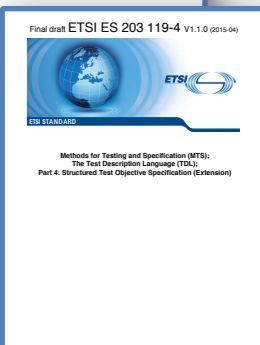 Final draft ETSI ES 203 119-4 V1.1.0 (2015-04)
ETSI
ETSI STANDARD
Methods for Testing and Specification (MTS);
The Test Description Language (TDL);
Part 4: Structured Test Objective Specification (Extension)